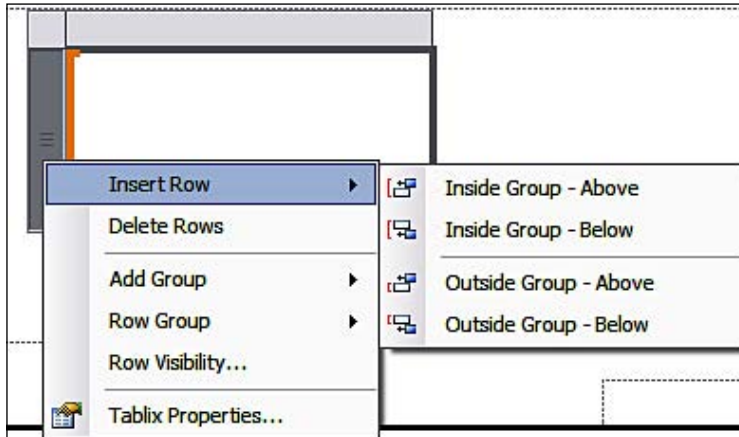 Insert Row
Delete Rows
Add Group
Row Group
Row Visibility...
Tablix Properties...
Inside Group - Above
Inside Group - Below
Outside Group - Above
Outside Group - Below